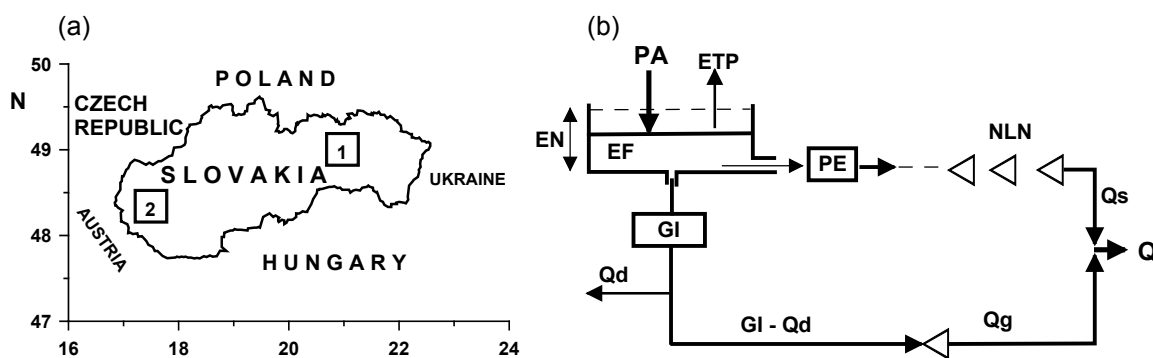 (a)
50
49
48
47
N
16
18
20
22
24
POLAND
CZECH
REPUBLIC
1
SLOVAKIA
UKRAINE
2
AUSTRIA
HUNGARY
(b)
PA
ETP
EN
EF
PE
NLN
Qs
GI
Q
Qd
GI - Qd
Qg